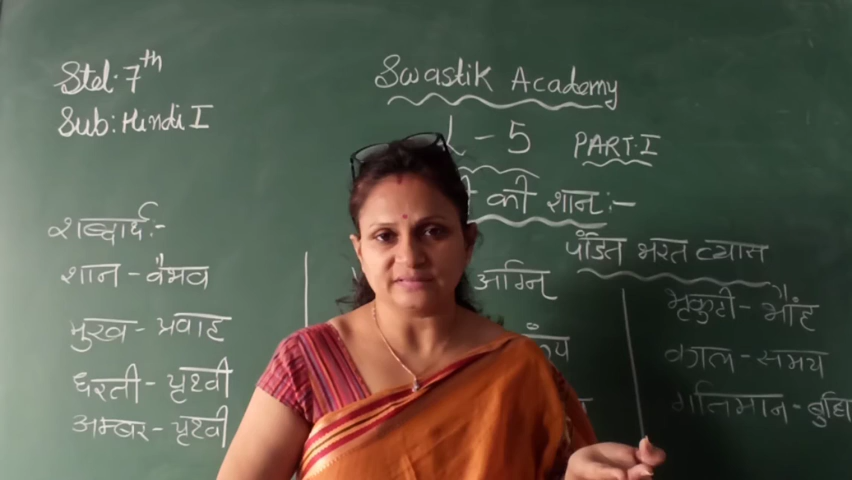 Std. 7th
Sub: Hindi I
Swastik Academy
L - 5 PART-I
की शान:-
पंडित भरत व्यास
शब्दार्थ:-
शान - वैभव
मुख - प्रवाह
धरती - पृथ्वी
अम्बर - पृथ्वी
अग्नि
भृकुटी - भौंह
काल - समय